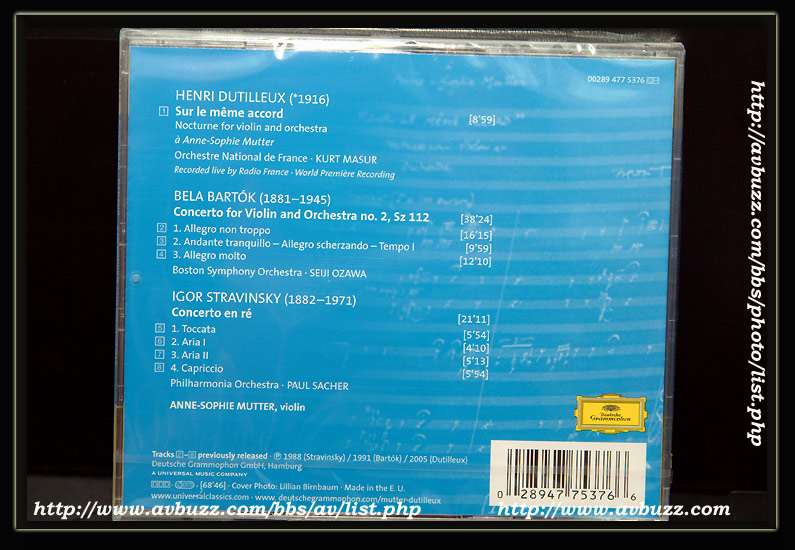 00289 477 5376 GH
HENRI DUTILLEUX (*1916)
1 Sur le même accord [8'59]
Nocturne for violin and orchestra
à Anne-Sophie Mutter
Orchestre National de France · KURT MASUR
Recorded live by Radio France · World Première Recording
BELA BARTÓK (1881–1945)
Concerto for Violin and Orchestra no. 2, Sz 112 [38'24]
2 1. Allegro non troppo [16'15]
3 2. Andante tranquillo – Allegro scherzando – Tempo I [9'59]
4 3. Allegro molto [12'10]
Boston Symphony Orchestra · SEIJI OZAWA
IGOR STRAVINSKY (1882–1971)
Concerto en ré [21'11]
5 1. Toccata [5'54]
6 2. Aria I [4'10]
7 3. Aria II [5'13]
8 4. Capriccio [5'54]
Philharmonia Orchestra · PAUL SACHER
ANNE-SOPHIE MUTTER, violin
Deutsche
Grammophon
Tracks 2–8 previously released · ℗ 1988 (Stravinsky) / 1991 (Bartók) / 2005 (Dutilleux)
Deutsche Grammophon GmbH, Hamburg
A UNIVERSAL MUSIC COMPANY
· [68'46] · Cover Photo: Lillian Birnbaum · Made in the E. U.
www.universalclassics.com · www.deutschegrammophon.com/mutter-dutilleux
0 28947 75376 6
http://www.avbuzz.com/bbs/av/list.php
http://www.avbuzz.com
http://avbuzz.com/bbs/photo/list.php